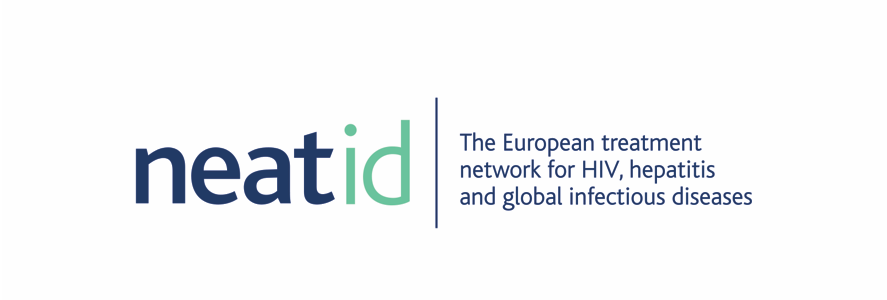 neatid
The European treatment
network for HIV, hepatitis
and global infectious diseases